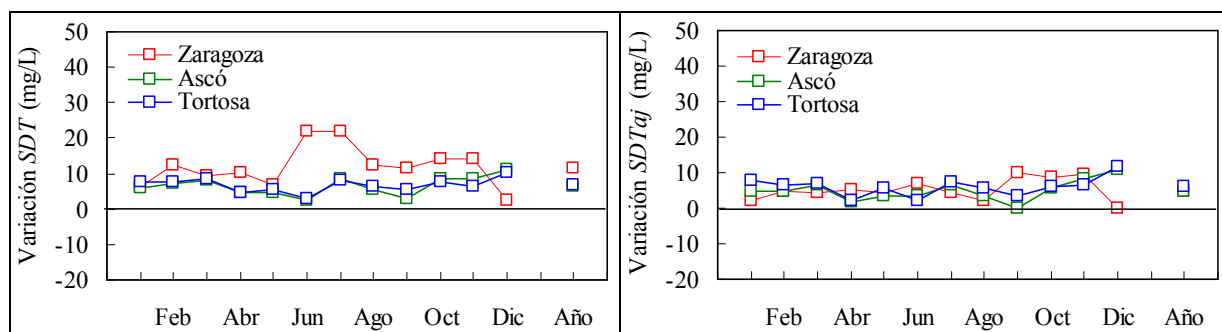 Variación SDT (mg/L)
50
40
30
20
10
0
-10
-20
Zaragoza
Ascó
Tortosa
Feb Abr Jun Ago Oct Dic Año
Variación SDTaj (mg/L)
50
40
30
20
10
0
-10
-20
Zaragoza
Ascó
Tortosa
Feb Abr Jun Ago Oct Dic Año